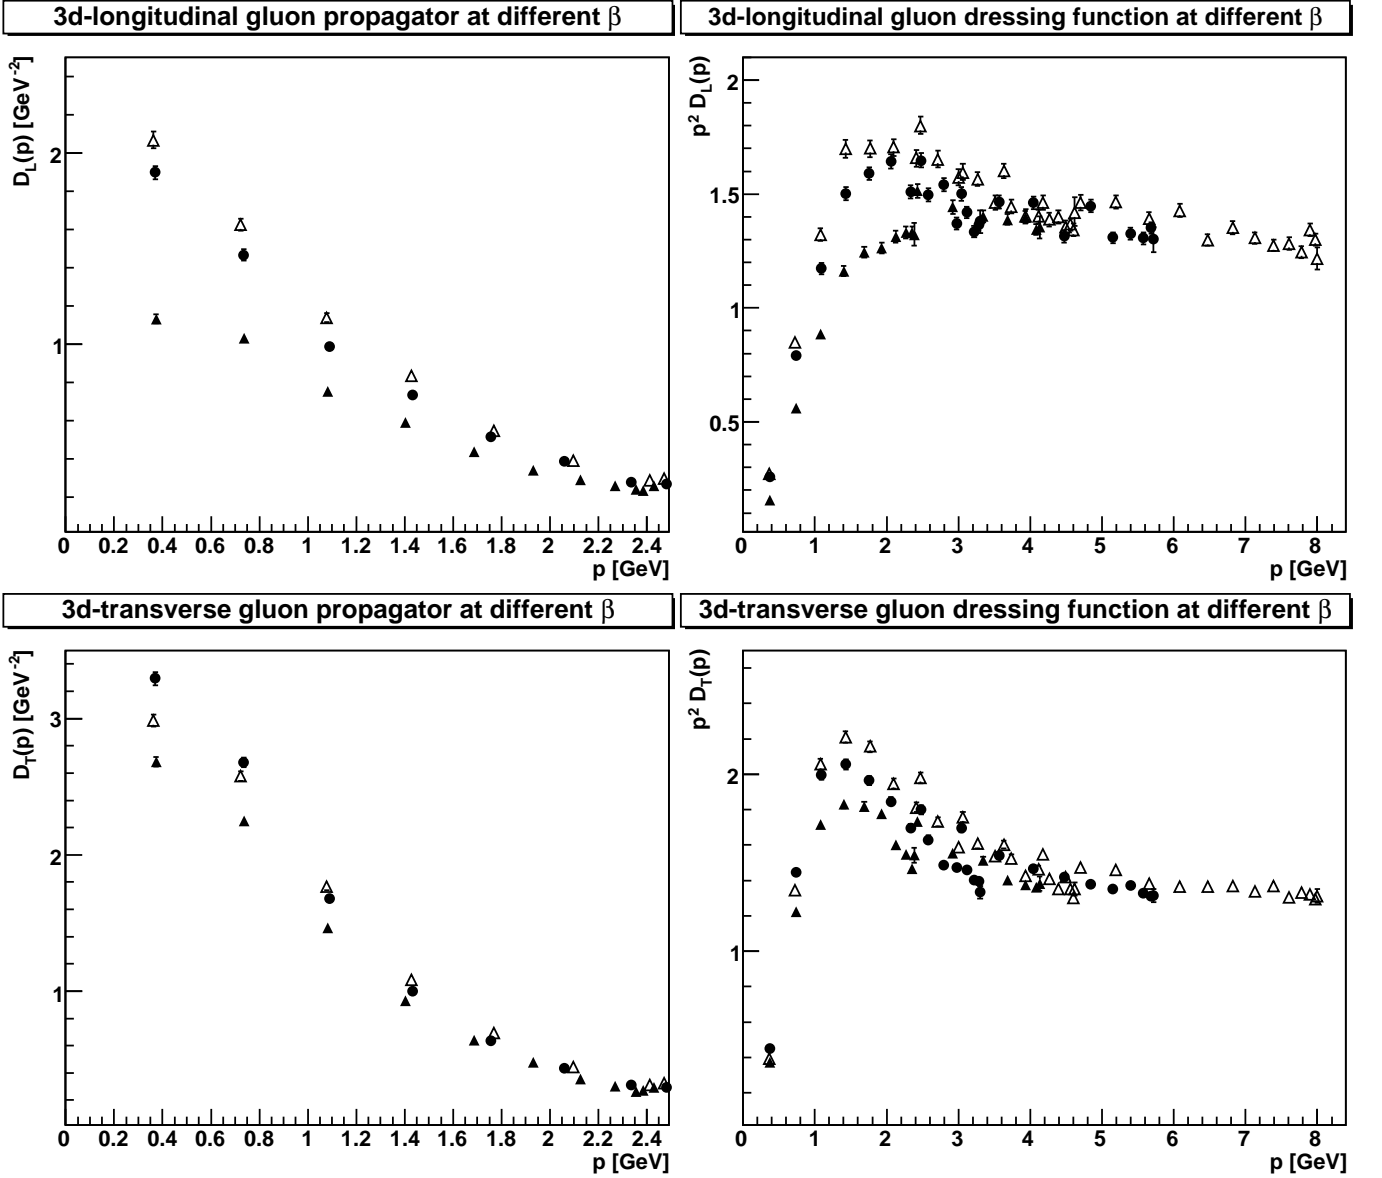 3d-longitudinal gluon propagator at different β
D_L(p) [GeV^-2]
2
1
0 0.2 0.4 0.6 0.8 1 1.2 1.4 1.6 1.8 2 2.2 2.4
p [GeV]
3d-longitudinal gluon dressing function at different β
p^2 D_L(p)
2
1.5
1
0.5
0 1 2 3 4 5 6 7 8
p [GeV]
3d-transverse gluon propagator at different β
D_T(p) [GeV^-2]
3
2
1
0 0.2 0.4 0.6 0.8 1 1.2 1.4 1.6 1.8 2 2.2 2.4
p [GeV]
3d-transverse gluon dressing function at different β
p^2 D_T(p)
2
1
0 1 2 3 4 5 6 7 8
p [GeV]